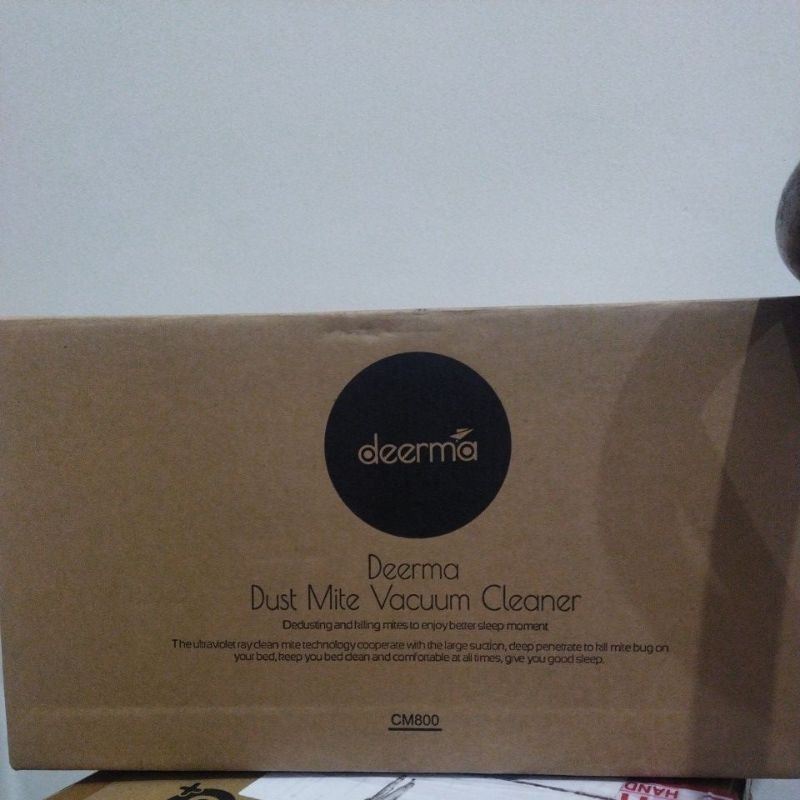 deerma
Deerma
Dust Mite Vacuum Cleaner
Dedusting and killing mites to enjoy better sleep moment
The ultraviolet ray clean mite technology cooperate with the large suction, deep penetrate to kill mite bug on
your bed, keep you bed clean and comfortable at all times, give you good sleep.
CM800
HAND